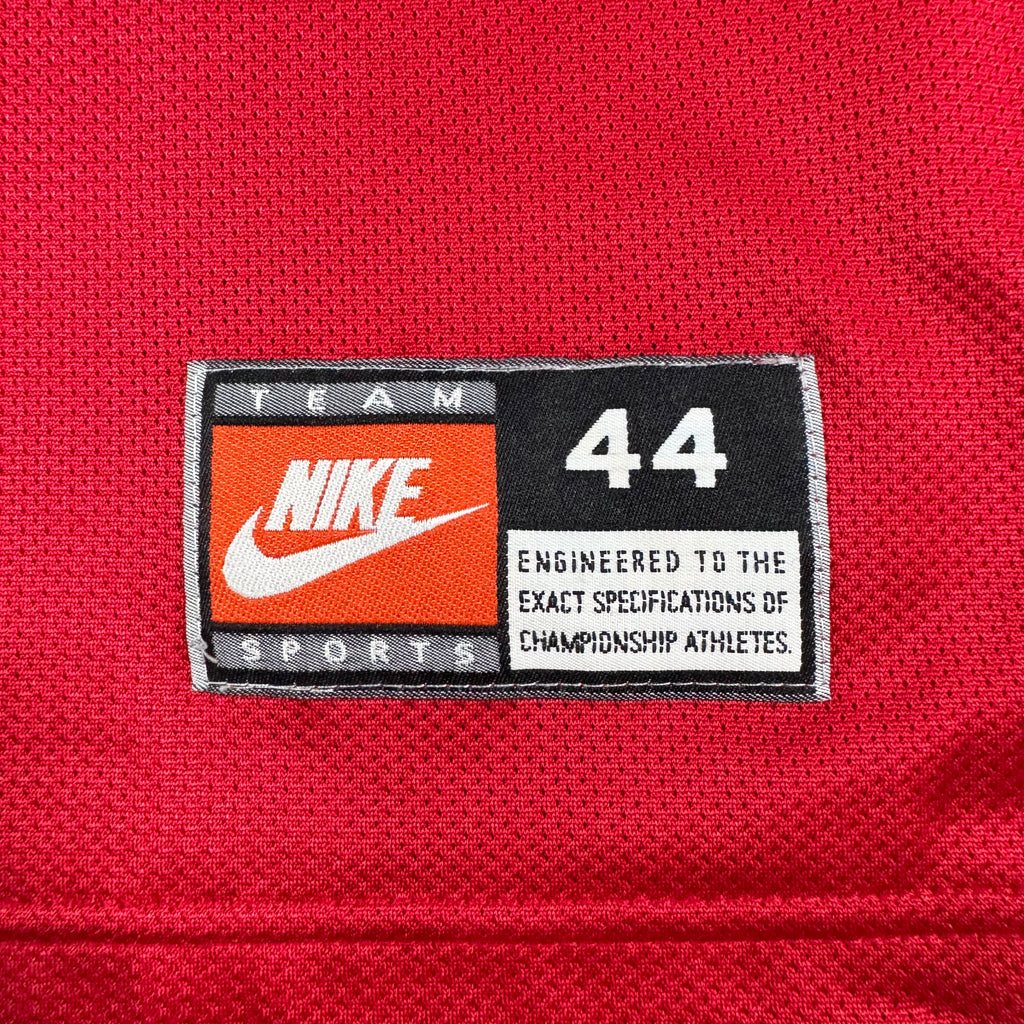 TEAM
NIKE
SPORTS
44
ENGINEERED TO THE
EXACT SPECIFICATIONS OF
CHAMPIONSHIP ATHLETES.